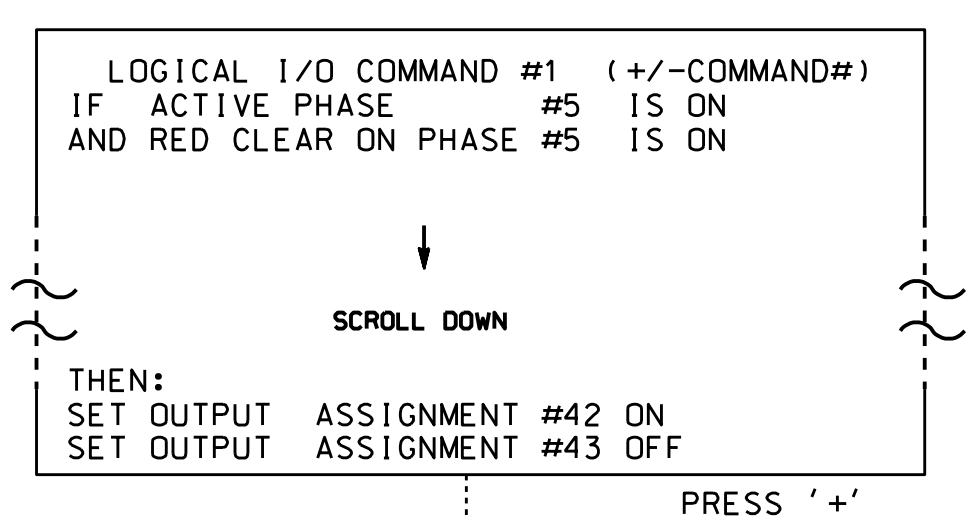 LOGICAL I/O COMMAND #1 (+/-COMMAND#)
IF ACTIVE PHASE #5 IS ON
AND RED CLEAR ON PHASE #5 IS ON
SCROLL DOWN
THEN:
SET OUTPUT ASSIGNMENT #42 ON
SET OUTPUT ASSIGNMENT #43 OFF
PRESS '+'